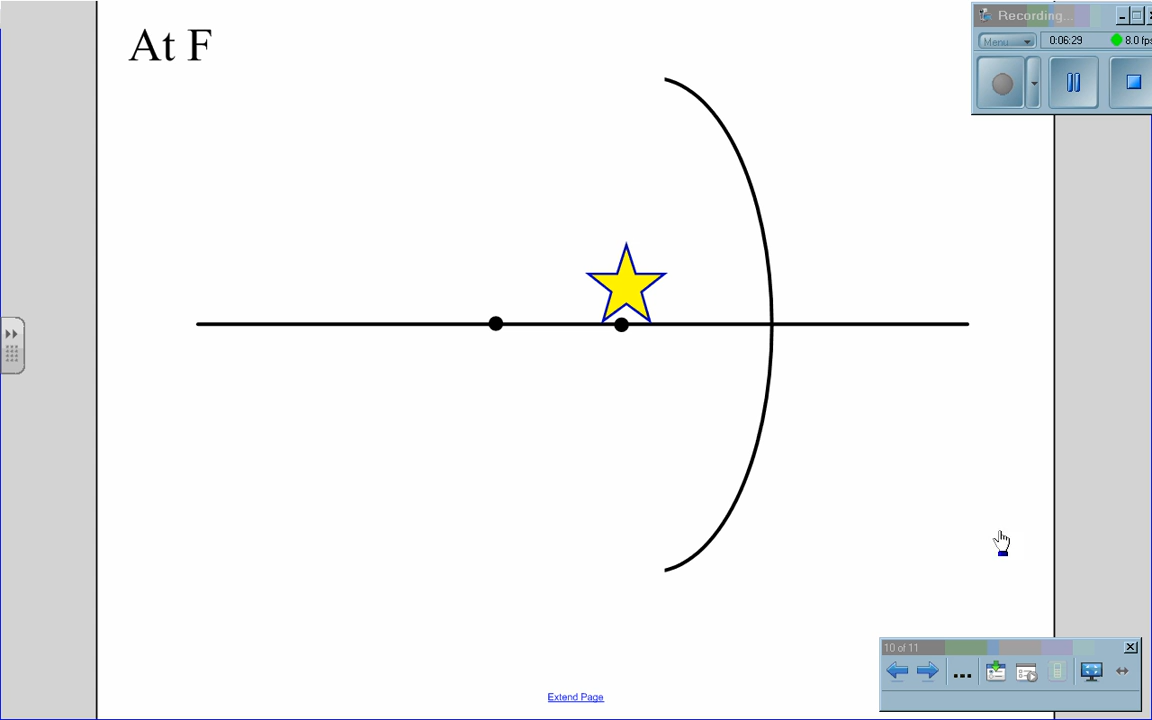 At F
Recording...
Menu
0:06:29
8.0 fps
10 of 11
Extend Page